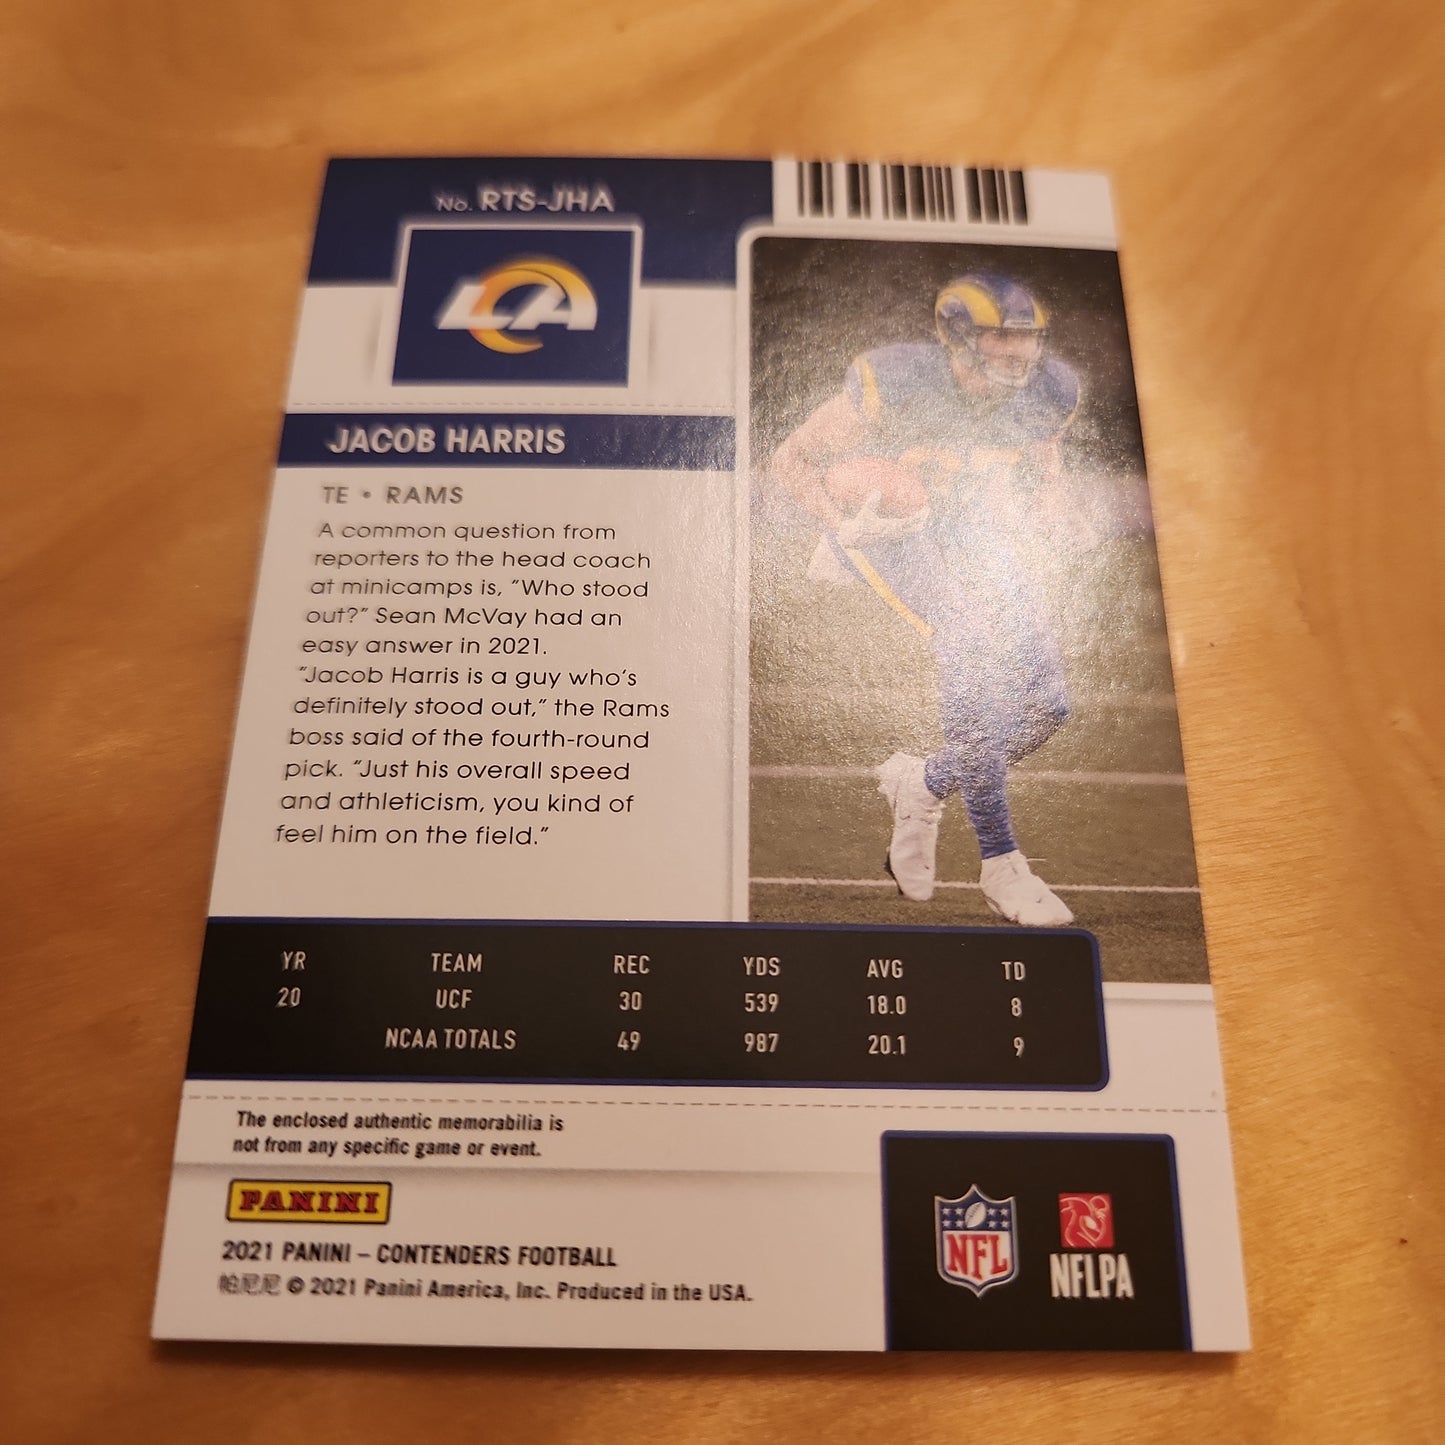 No. RTS-JHA
LA
JACOB HARRIS
TE • RAMS
A common question from
reporters to the head coach
at minicamps is, "Who stood
out?" Sean McVay had an
easy answer in 2021.
"Jacob Harris is a guy who's
definitely stood out," the Rams
boss said of the fourth-round
pick. "Just his overall speed
and athleticism, you kind of
feel him on the field."
YR TEAM REC YDS AVG TD
20 UCF 30 539 18.0 8
NCAA TOTALS 49 987 20.1 9
The enclosed authentic memorabilia is
not from any specific game or event.
PANINI
2021 PANINI – CONTENDERS FOOTBALL
帕尼尼 © 2021 Panini America, Inc. Produced in the USA.
NFL
NFLPA